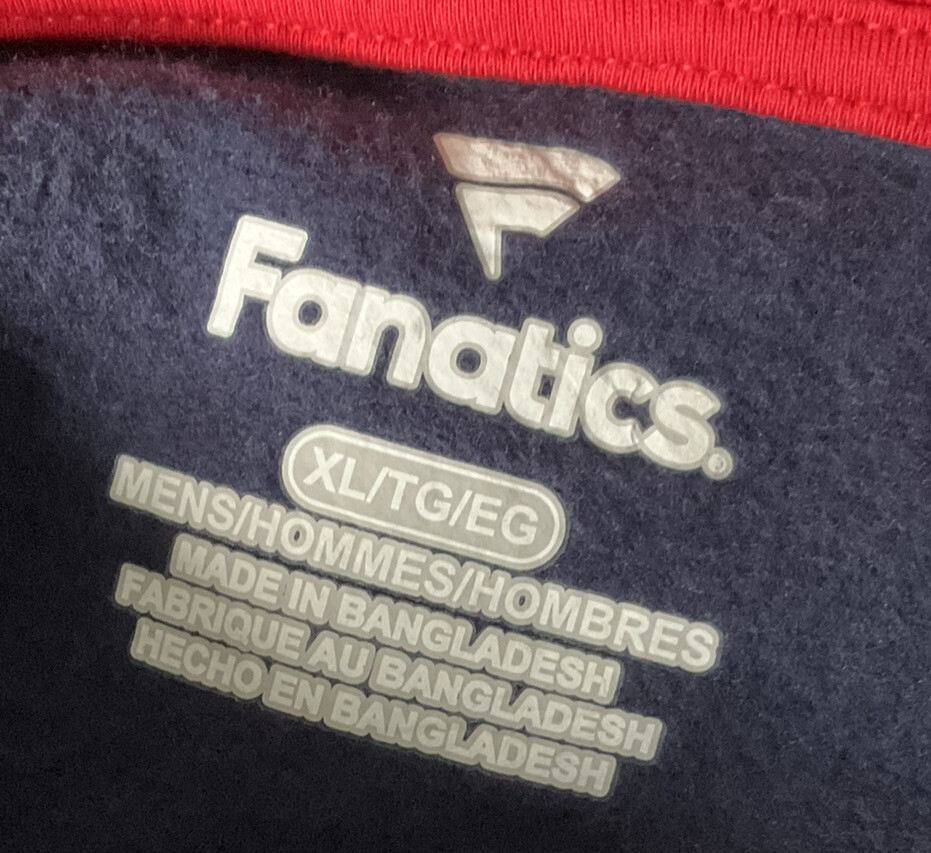 Fanatics®
XL/TG/EG
MENS/HOMMES/HOMBRES
MADE IN BANGLADESH
FABRIQUE AU BANGLADESH
HECHO EN BANGLADESH